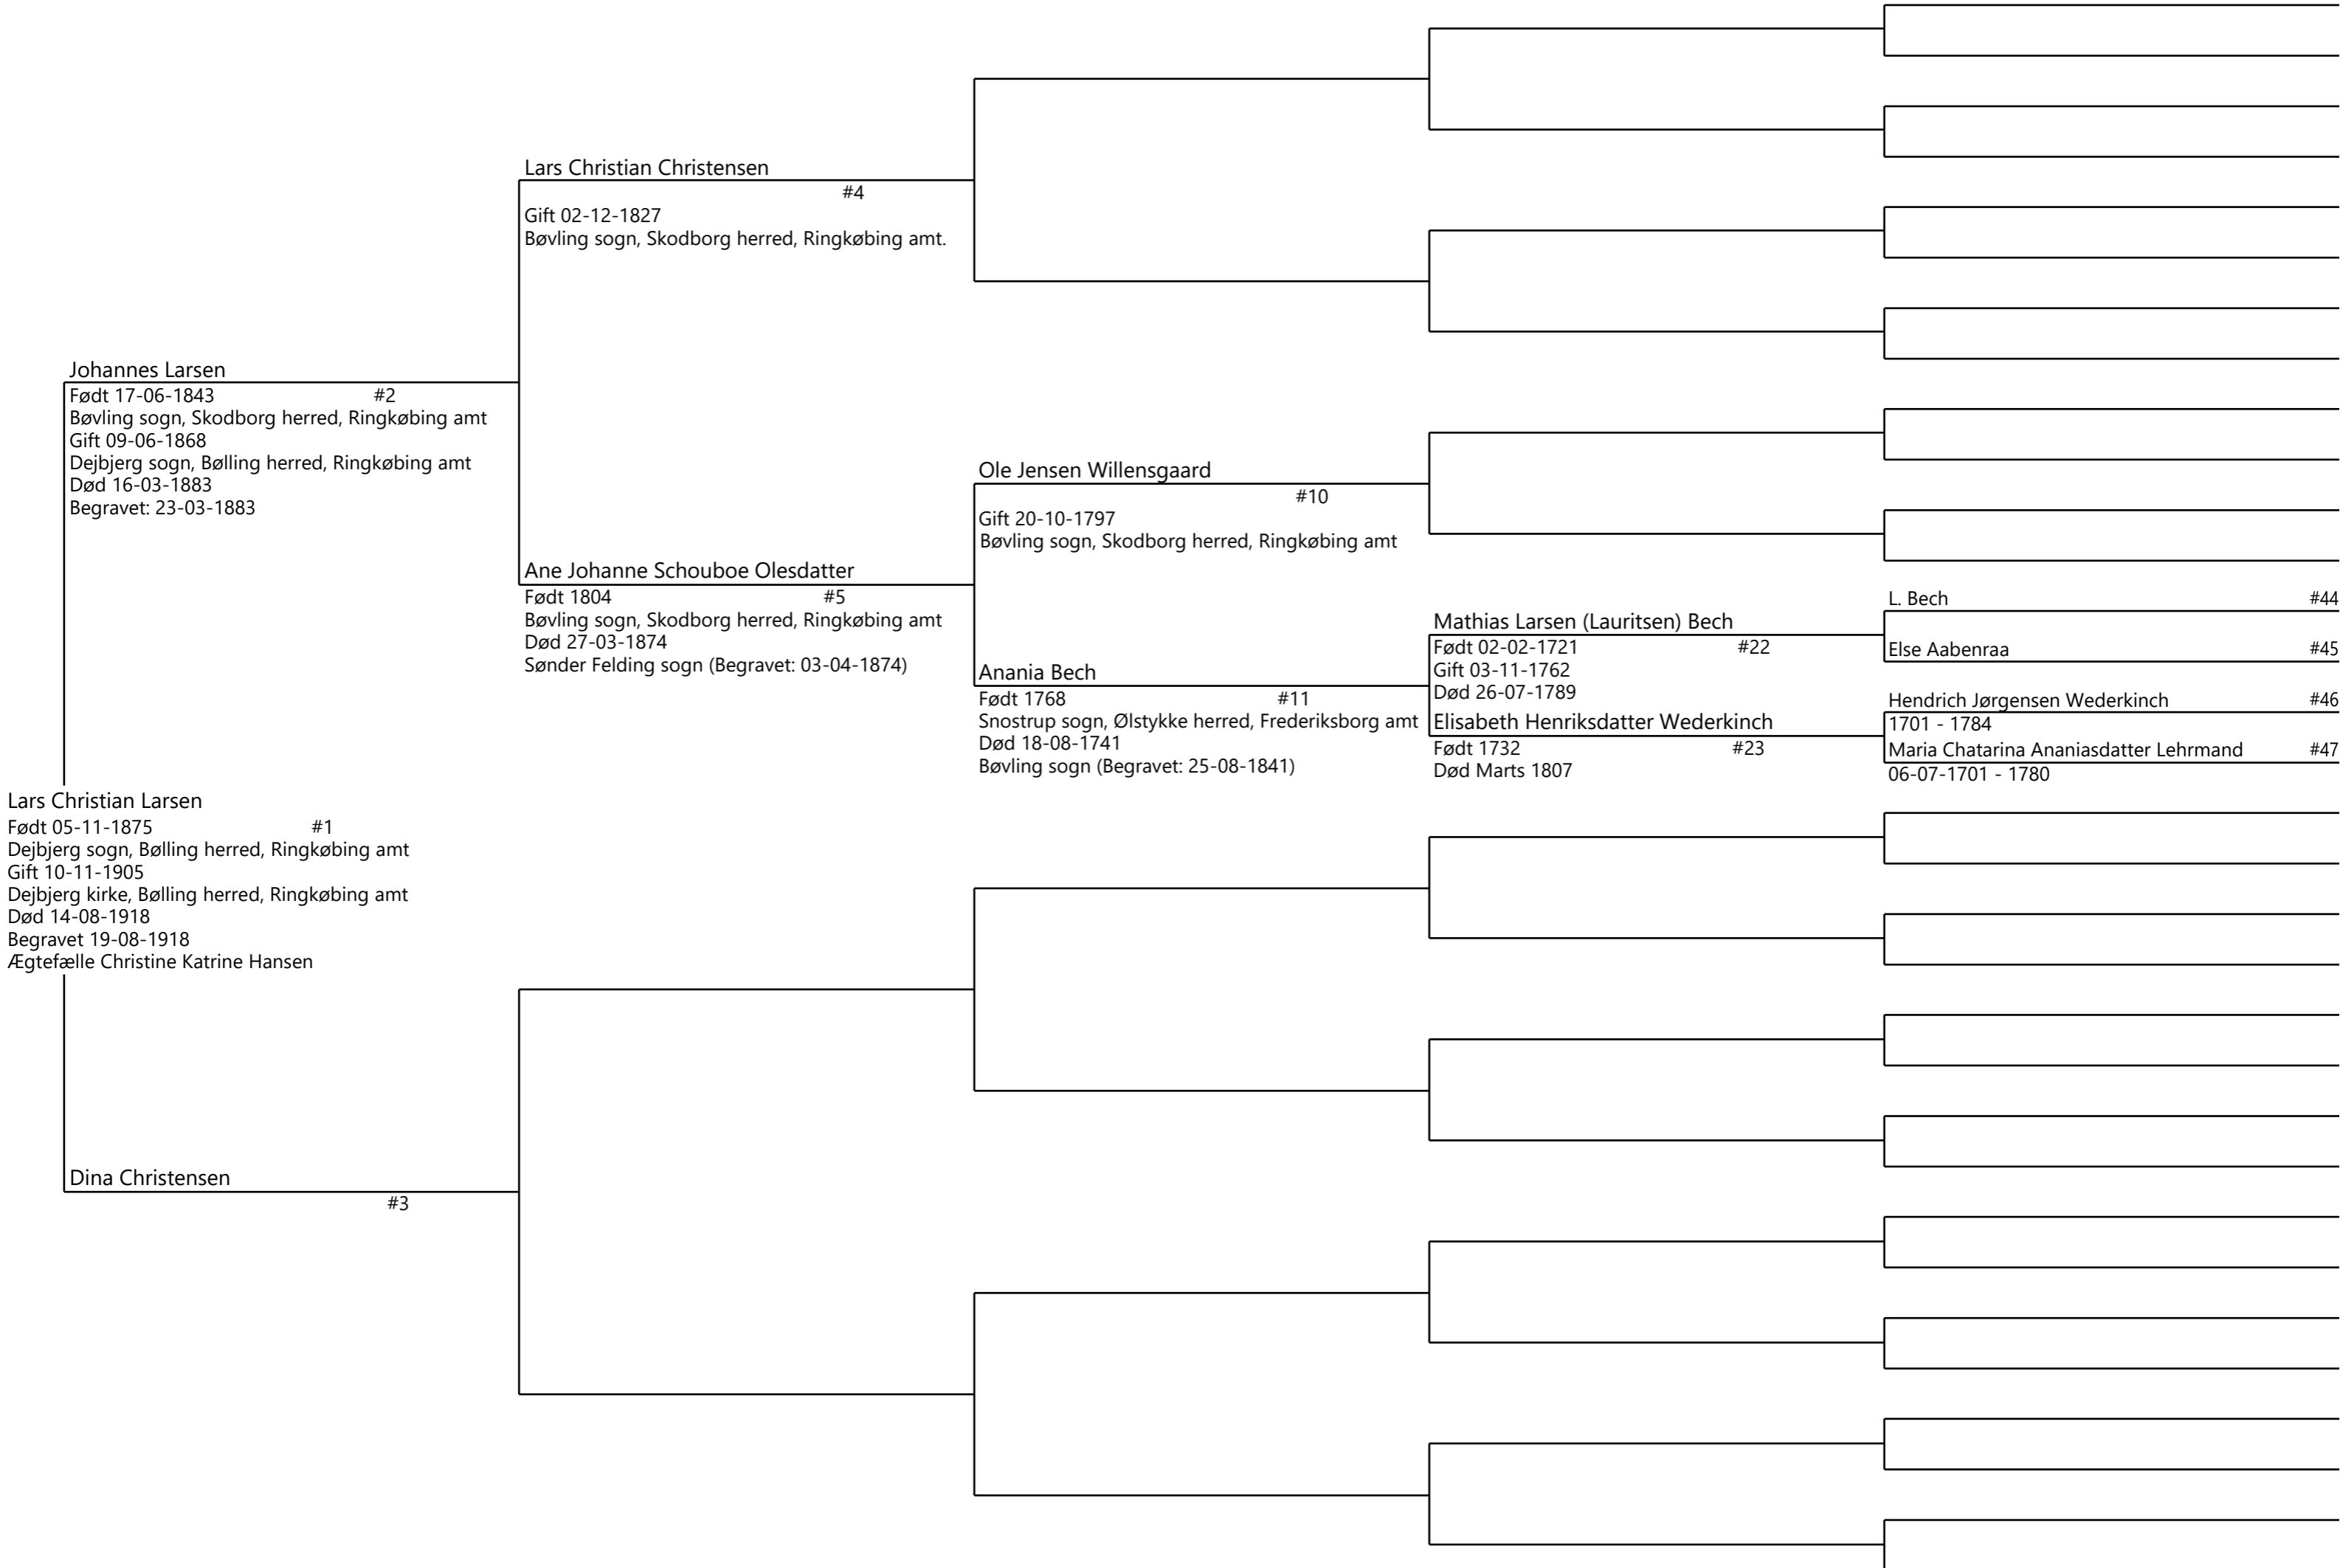 Lars Christian Christensen
#4
Gift 02-12-1827
Bøvling sogn, Skodborg herred, Ringkøbing amt.
Johannes Larsen
Født 17-06-1843 #2
Bøvling sogn, Skodborg herred, Ringkøbing amt
Gift 09-06-1868
Dejbjerg sogn, Bølling herred, Ringkøbing amt
Død 16-03-1883
Begravet: 23-03-1883
Ole Jensen Willensgaard
#10
Gift 20-10-1797
Bøvling sogn, Skodborg herred, Ringkøbing amt
Ane Johanne Schouboe Olesdatter
Født 1804 #5
Bøvling sogn, Skodborg herred, Ringkøbing amt
Død 27-03-1874
Sønder Felding sogn (Begravet: 03-04-1874)
Anania Bech
Født 1768 #11
Snostrup sogn, Ølstykke herred, Frederiksborg amt
Død 18-08-1741
Bøvling sogn (Begravet: 25-08-1841)
Mathias Larsen (Lauritsen) Bech
Født 02-02-1721 #22
Gift 03-11-1762
Død 26-07-1789
Elisabeth Henriksdatter Wederkinch
Født 1732 #23
Død Marts 1807
L. Bech #44
Else Aabenraa #45
Hendrich Jørgensen Wederkinch #46
1701 - 1784
Maria Chatarina Ananiasdatter Lehrmand #47
06-07-1701 - 1780
Lars Christian Larsen
Født 05-11-1875 #1
Dejbjerg sogn, Bølling herred, Ringkøbing amt
Gift 10-11-1905
Dejbjerg kirke, Bølling herred, Ringkøbing amt
Død 14-08-1918
Begravet 19-08-1918
Ægtefælle Christine Katrine Hansen
Dina Christensen
#3